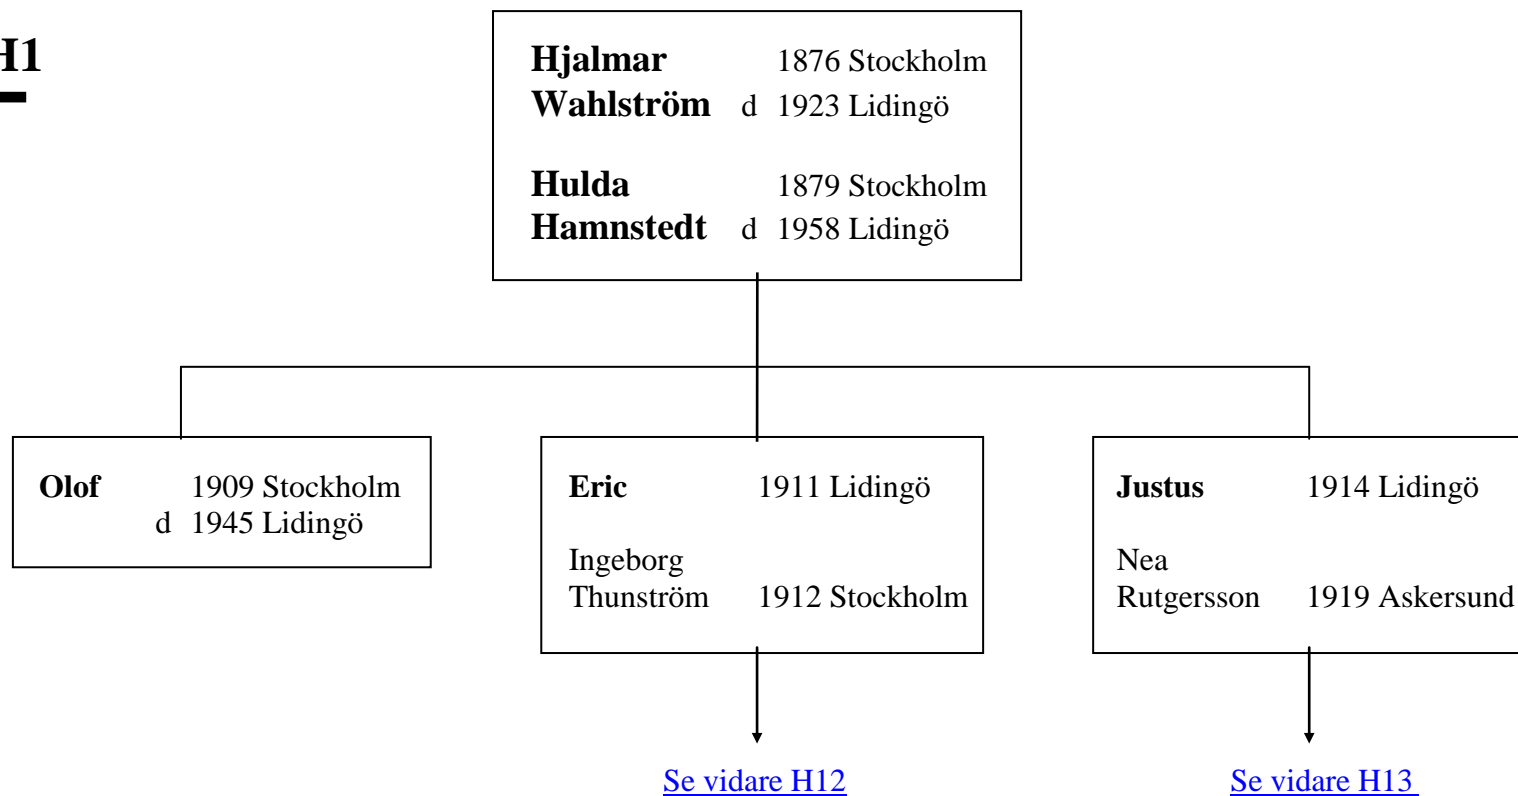 H1
Hjalmar 1876 Stockholm
Wahlström d 1923 Lidingö
Hulda 1879 Stockholm
Hamnstedt d 1958 Lidingö
Olof 1909 Stockholm
d 1945 Lidingö
Eric 1911 Lidingö
Ingeborg
Thunström 1912 Stockholm
Justus 1914 Lidingö
Nea
Rutgersson 1919 Askersund
Se vidare H12
Se vidare H13